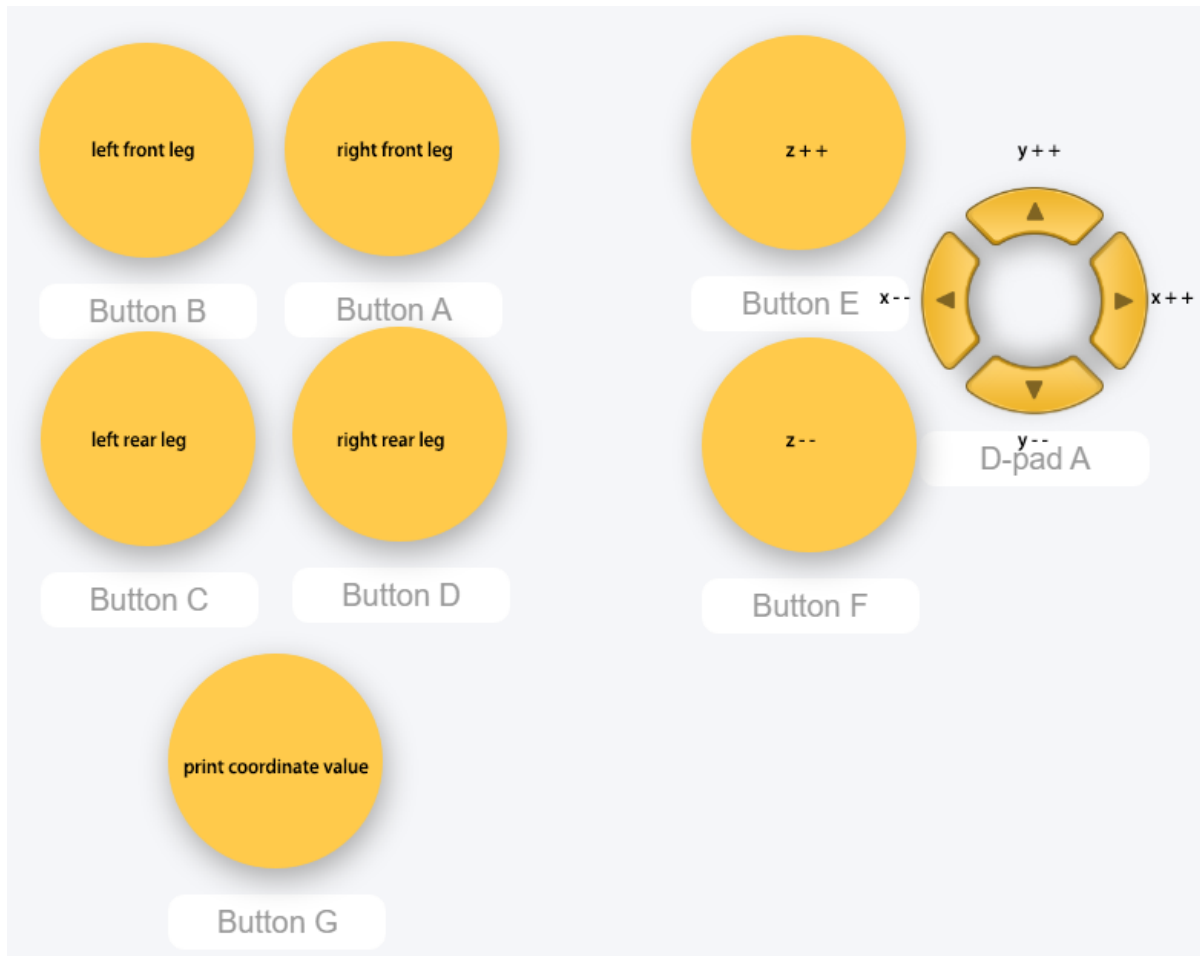 left front leg
right front leg
z++
y++
Button B
Button A
Button E
x--
x++
left rear leg
right rear leg
z--
y--
D-pad A
Button C
Button D
Button F
print coordinate value
Button G